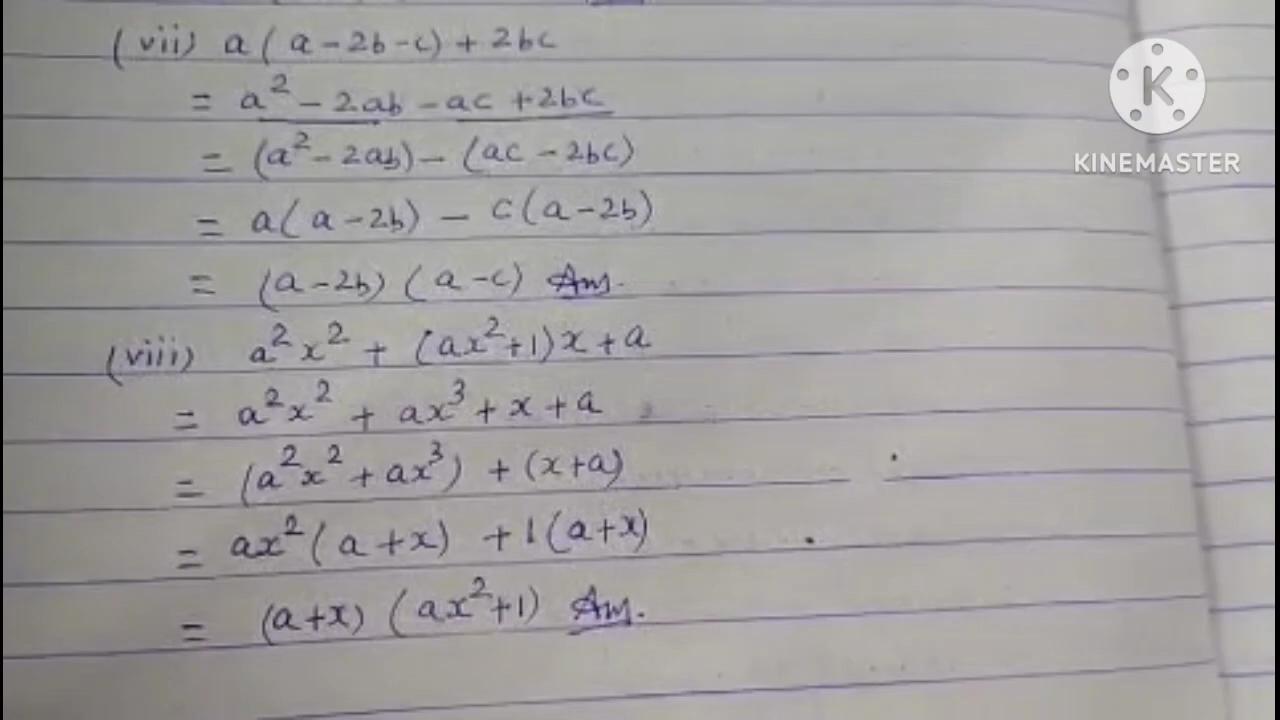 (vii) a(a-2b-c)+2bc
= a² - 2ab - ac + 2bc
= (a² - 2ab) - (ac - 2bc)
= a(a-2b) - c(a-2b)
= (a-2b)(a-c) Ans.
(viii) a²x² + (ax²+1)x+a
= a²x² + ax³ + x + a
= (a²x² + ax³) + (x+a)
= ax²(a+x) + 1(a+x)
= (a+x)(ax²+1) Ans.
K
KINEMASTER